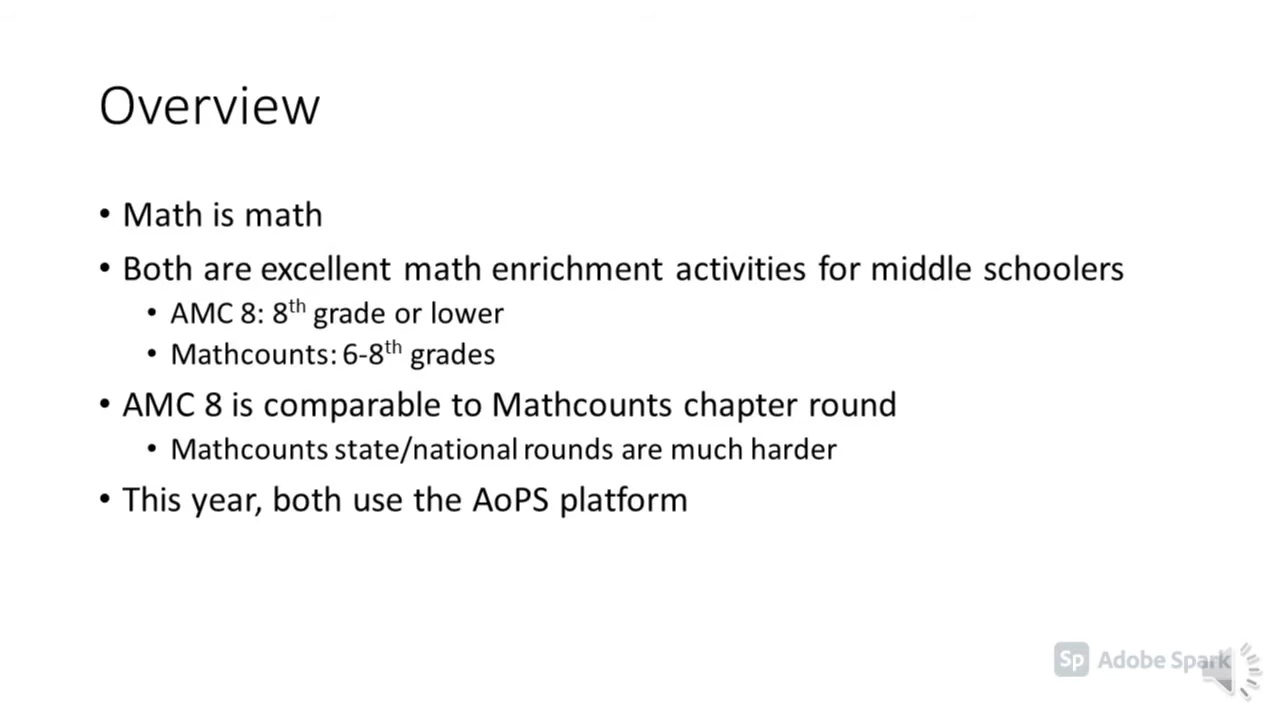 Overview
• Math is math
• Both are excellent math enrichment activities for middle schoolers
• AMC 8: 8th grade or lower
• Mathcounts: 6-8th grades
• AMC 8 is comparable to Mathcounts chapter round
• Mathcounts state/national rounds are much harder
• This year, both use the AoPS platform
Sp Adobe Spark